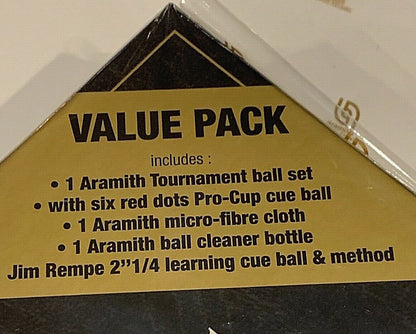 VALUE PACK
includes :
• 1 Aramith Tournament ball set
• with six red dots Pro-Cup cue ball
• 1 Aramith micro-fibre cloth
• 1 Aramith ball cleaner bottle
Jim Rempe 2”1/4 learning cue ball & method